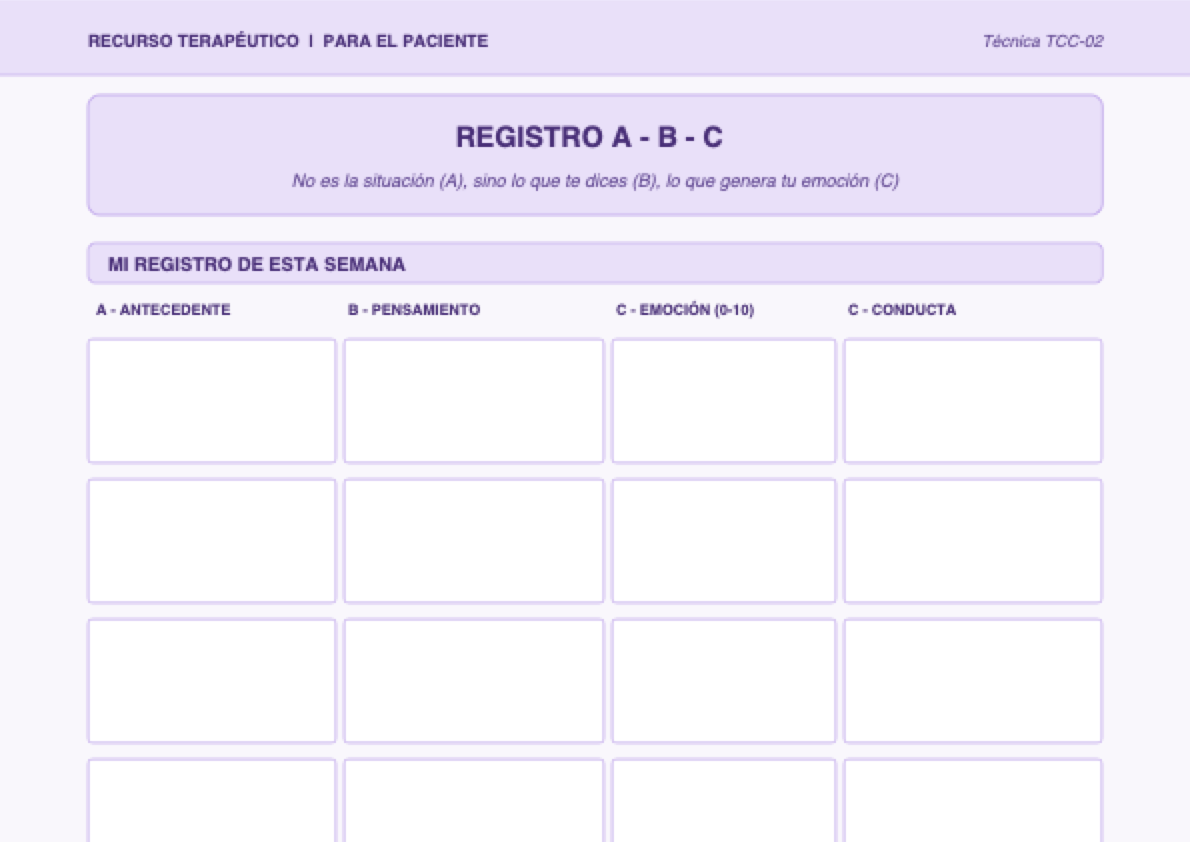 RECURSO TERAPÉUTICO | PARA EL PACIENTE
Técnica TCC-02
REGISTRO A - B - C
No es la situación (A), sino lo que te dices (B), lo que genera tu emoción (C)
MI REGISTRO DE ESTA SEMANA
A - ANTECEDENTE
B - PENSAMIENTO
C - EMOCIÓN (0-10)
C - CONDUCTA